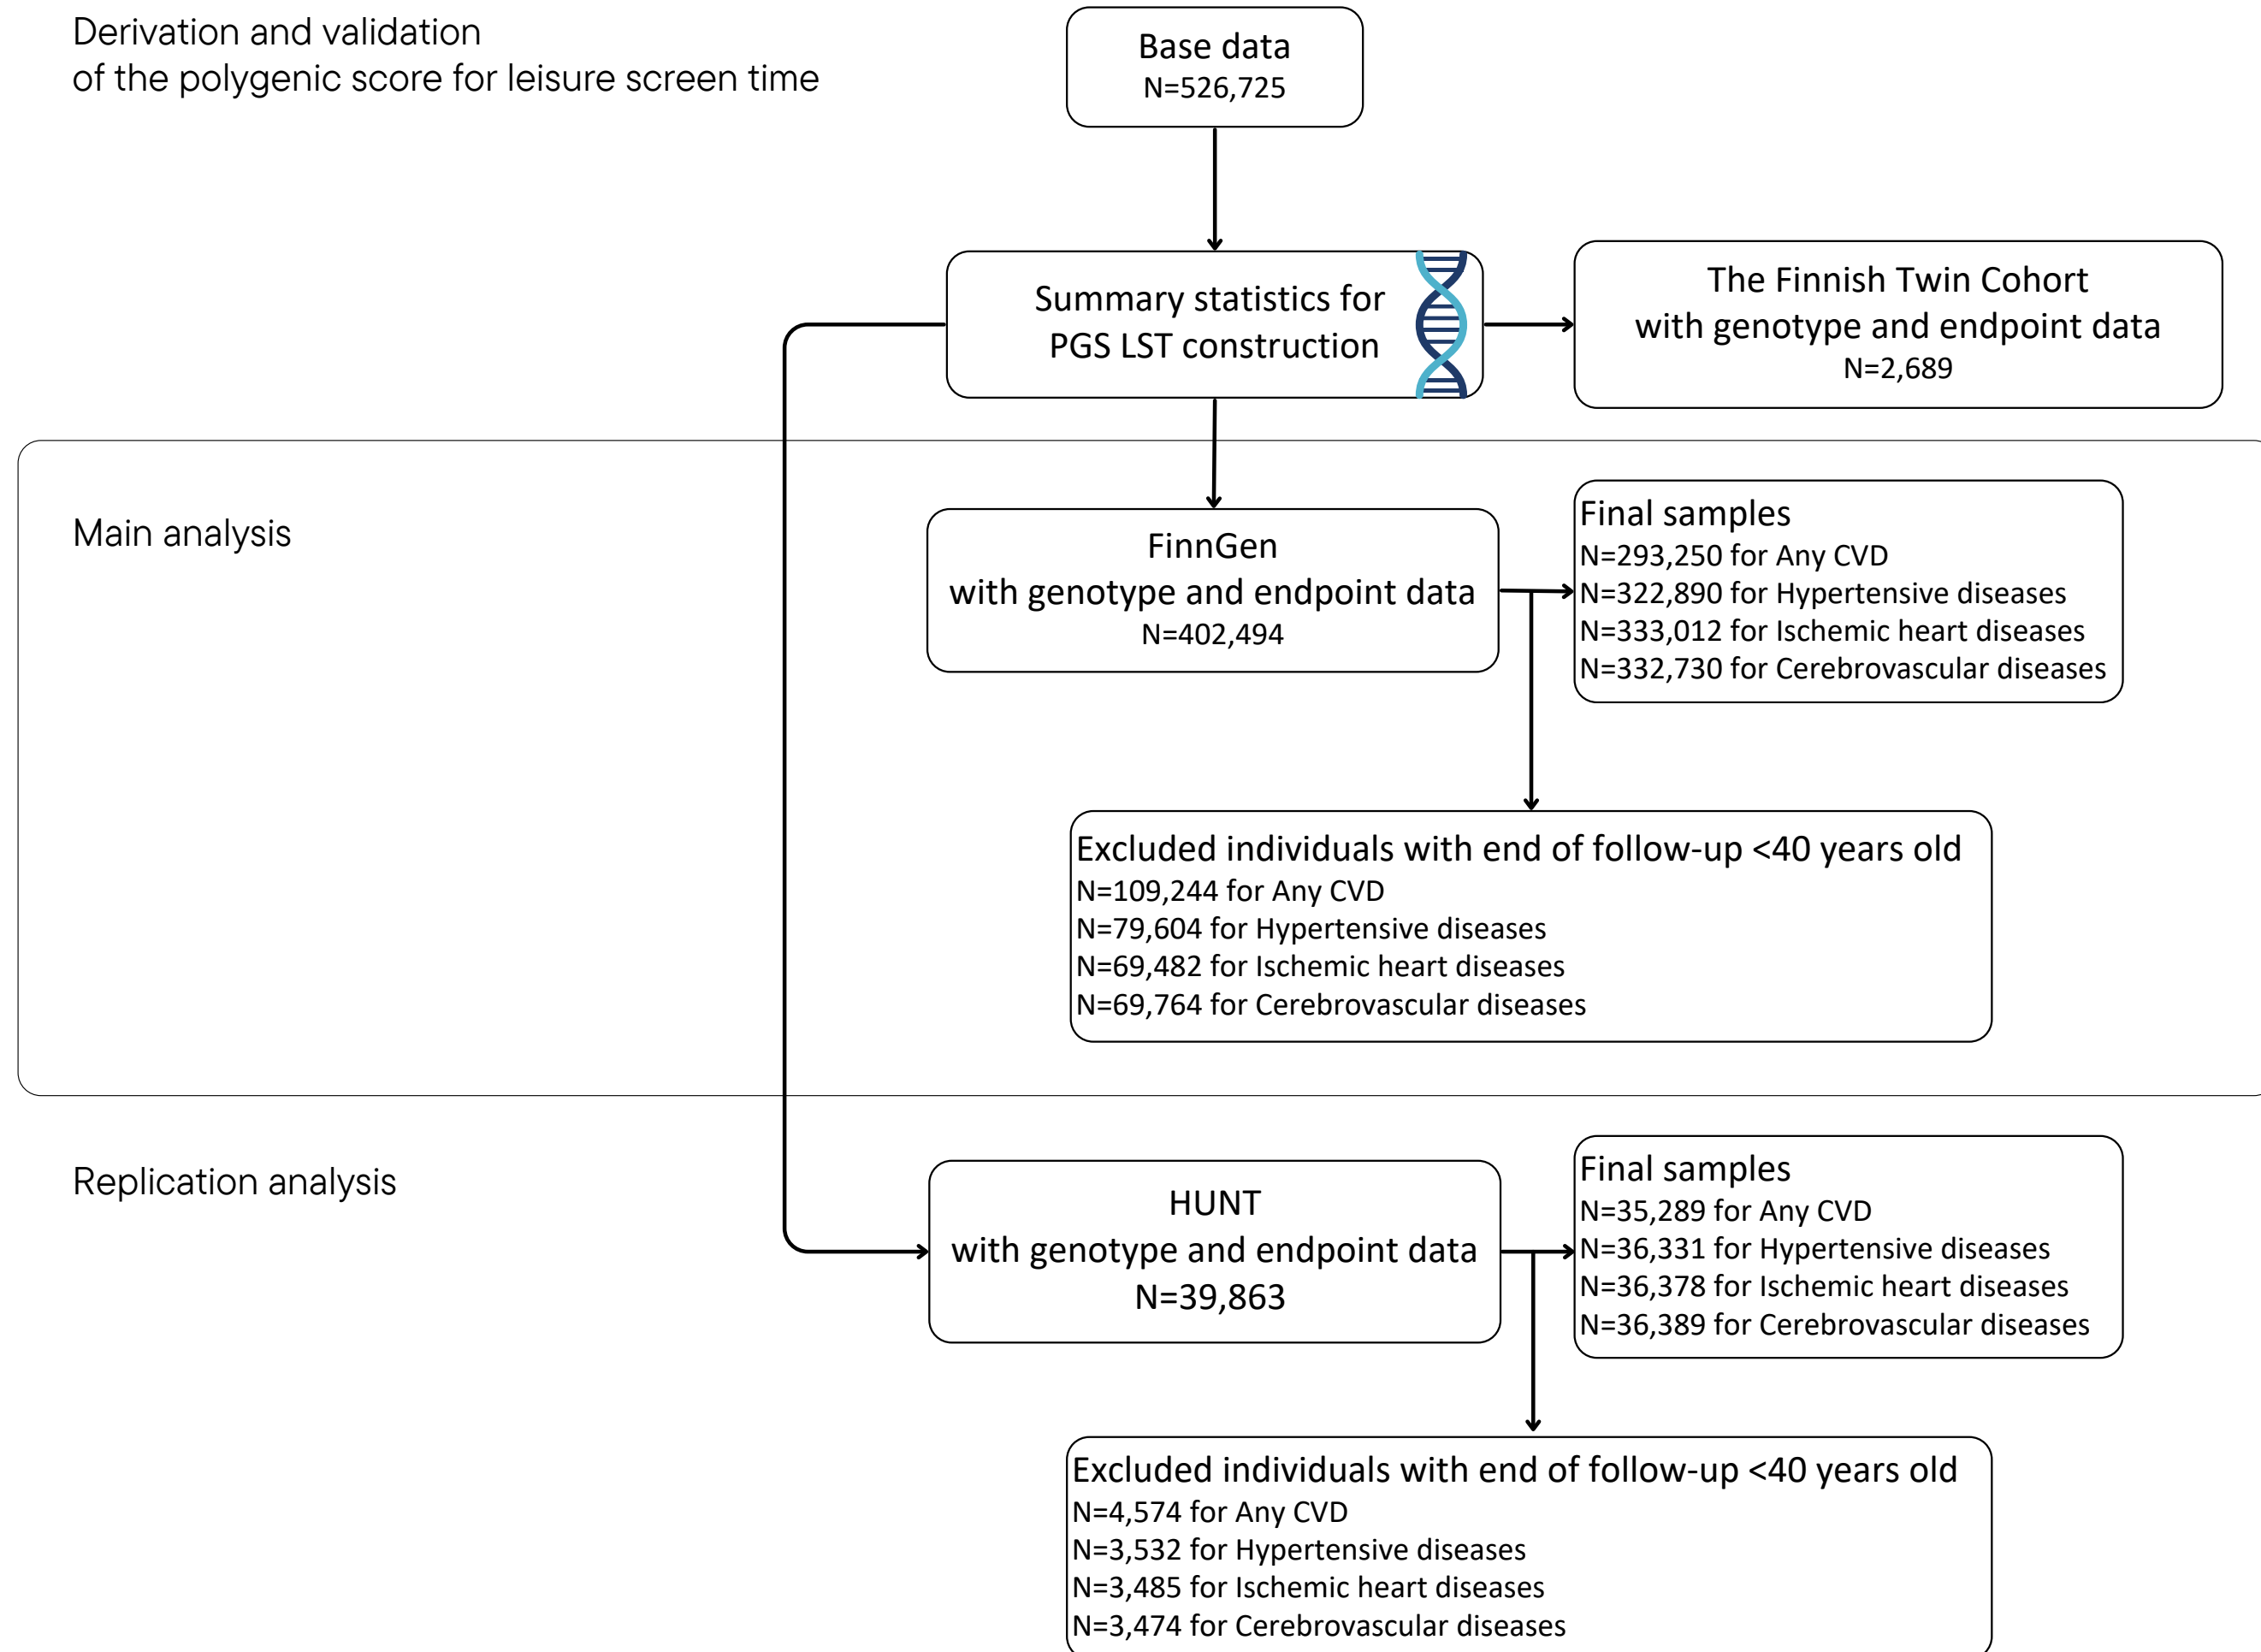 Derivation and validation
of the polygenic score for leisure screen time
Base data
N=526,725
Summary statistics for
PGS LST construction
The Finnish Twin Cohort
with genotype and endpoint data
N=2,689
Main analysis
FinnGen
with genotype and endpoint data
N=402,494
Final samples
N=293,250 for Any CVD
N=322,890 for Hypertensive diseases
N=333,012 for Ischemic heart diseases
N=332,730 for Cerebrovascular diseases
Excluded individuals with end of follow-up <40 years old
N=109,244 for Any CVD
N=79,604 for Hypertensive diseases
N=69,482 for Ischemic heart diseases
N=69,764 for Cerebrovascular diseases
Replication analysis
HUNT
with genotype and endpoint data
N=39,863
Final samples
N=35,289 for Any CVD
N=36,331 for Hypertensive diseases
N=36,378 for Ischemic heart diseases
N=36,389 for Cerebrovascular diseases
Excluded individuals with end of follow-up <40 years old
N=4,574 for Any CVD
N=3,532 for Hypertensive diseases
N=3,485 for Ischemic heart diseases
N=3,474 for Cerebrovascular diseases